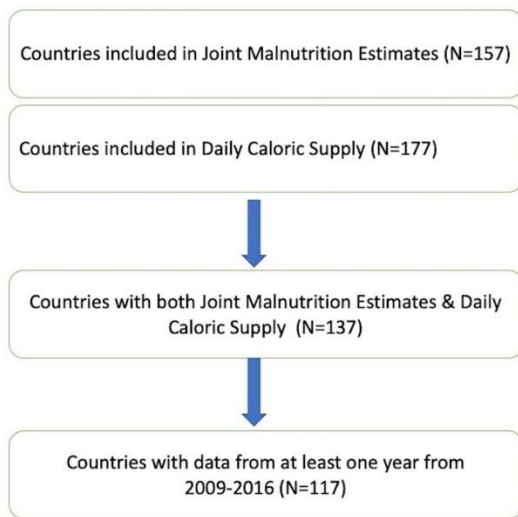 Countries included in Joint Malnutrition Estimates (N=157)
Countries included in Daily Caloric Supply (N=177)
Countries with both Joint Malnutrition Estimates & Daily
Caloric Supply (N=137)
Countries with data from at least one year from
2009-2016 (N=117)